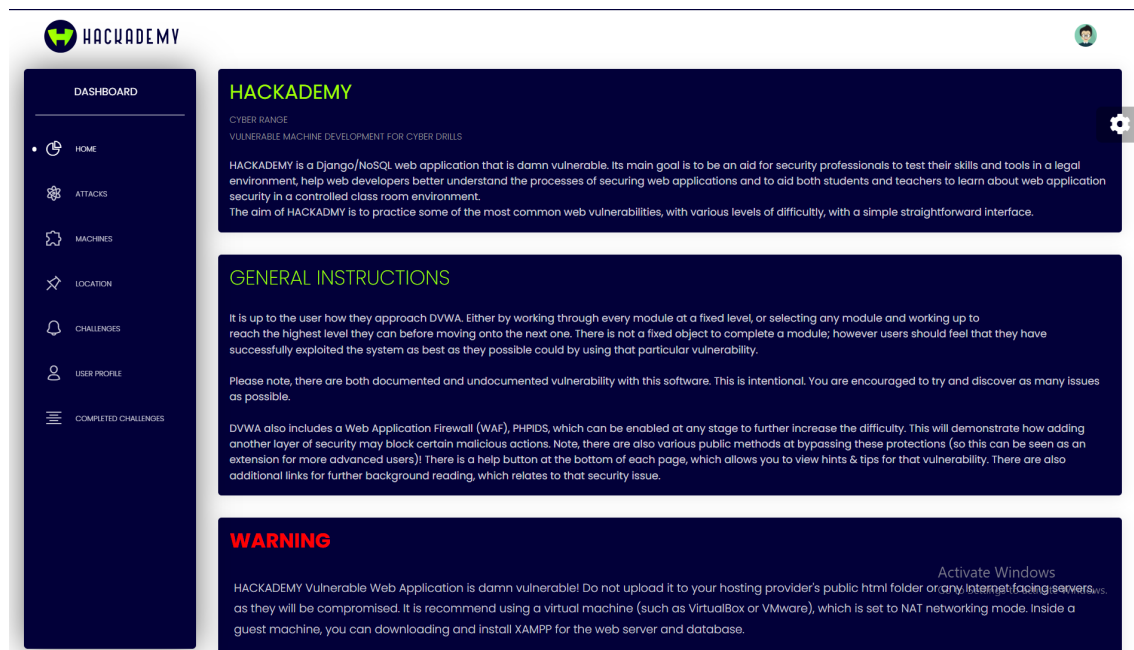 HACKADEMY
DASHBOARD
HOME
ATTACKS
MACHINES
LOCATION
CHALLENGES
USER PROFILE
COMPLETED CHALLENGES
HACKADEMY
CYBER RANGE
VULNERABLE MACHINE DEVELOPMENT FOR CYBER DRILLS
HACKADEMY is a Django/NoSQL web application that is damn vulnerable. Its main goal is to be an aid for security professionals to test their skills and tools in a legal
environment, help web developers better understand the processes of securing web applications and to aid both students and teachers to learn about web application
security in a controlled class room environment.
The aim of HACKADMY is to practice some of the most common web vulnerabilities, with various levels of difficultly, with a simple straightforward interface.
GENERAL INSTRUCTIONS
It is up to the user how they approach DVWA. Either by working through every module at a fixed level, or selecting any module and working up to
reach the highest level they can before moving onto the next one. There is not a fixed object to complete a module; however users should feel that they have
successfully exploited the system as best as they possible could by using that particular vulnerability.
Please note, there are both documented and undocumented vulnerability with this software. This is intentional. You are encouraged to try and discover as many issues
as possible.
DVWA also includes a Web Application Firewall (WAF), PHPIDS, which can be enabled at any stage to further increase the difficulty. This will demonstrate how adding
another layer of security may block certain malicious actions. Note, there are also various public methods at bypassing these protections (so this can be seen as an
extension for more advanced users)! There is a help button at the bottom of each page, which allows you to view hints & tips for that vulnerability. There are also
additional links for further background reading, which relates to that security issue.
WARNING
Activate Windows
HACKADEMY Vulnerable Web Application is damn vulnerable! Do not upload it to your hosting provider's public html folder or any Internet facing servers,
Go to Settings to activate Windows.
as they will be compromised. It is recommend using a virtual machine (such as VirtualBox or VMware), which is set to NAT networking mode. Inside a
guest machine, you can downloading and install XAMPP for the web server and database.